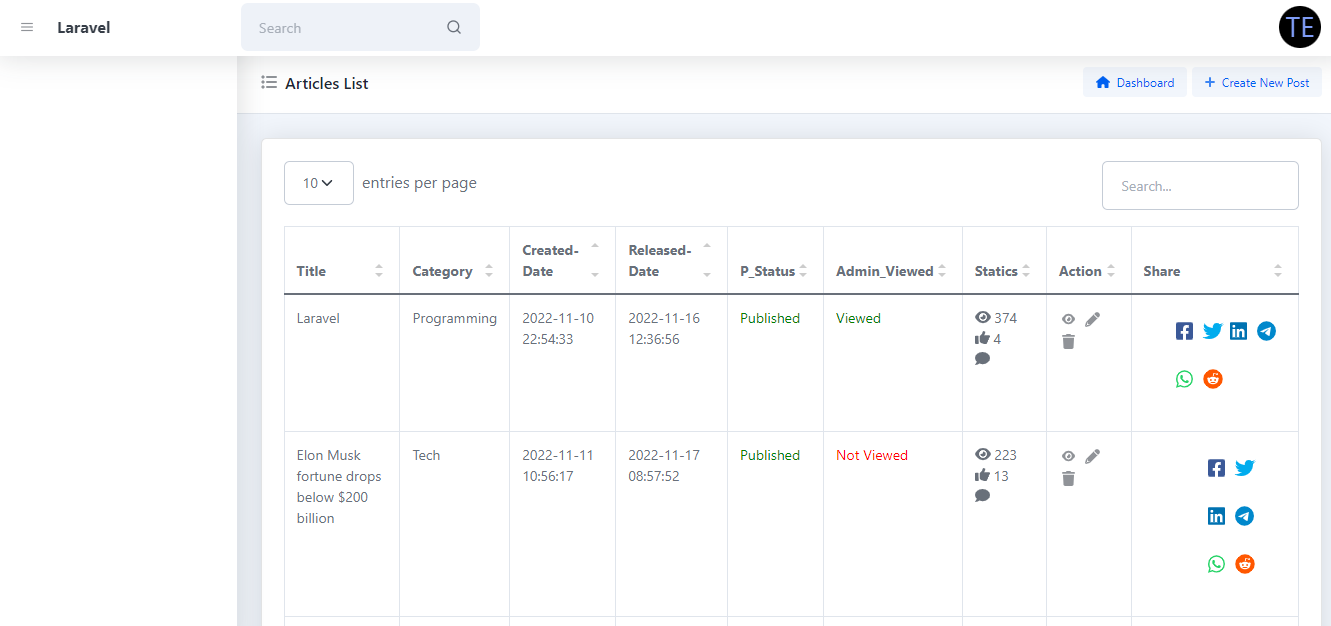 Laravel
Search
TE
Articles List
Dashboard
+ Create New Post
10
entries per page
Search...
Title
Category
Created-
Date
Released-
Date
P_Status
Admin_Viewed
Statics
Action
Share
Laravel
Programming
2022-11-10
22:54:33
2022-11-16
12:36:56
Published
Viewed
374
4
Elon Musk
fortune drops
below $200
billion
Tech
2022-11-11
10:56:17
2022-11-17
08:57:52
Published
Not Viewed
223
13